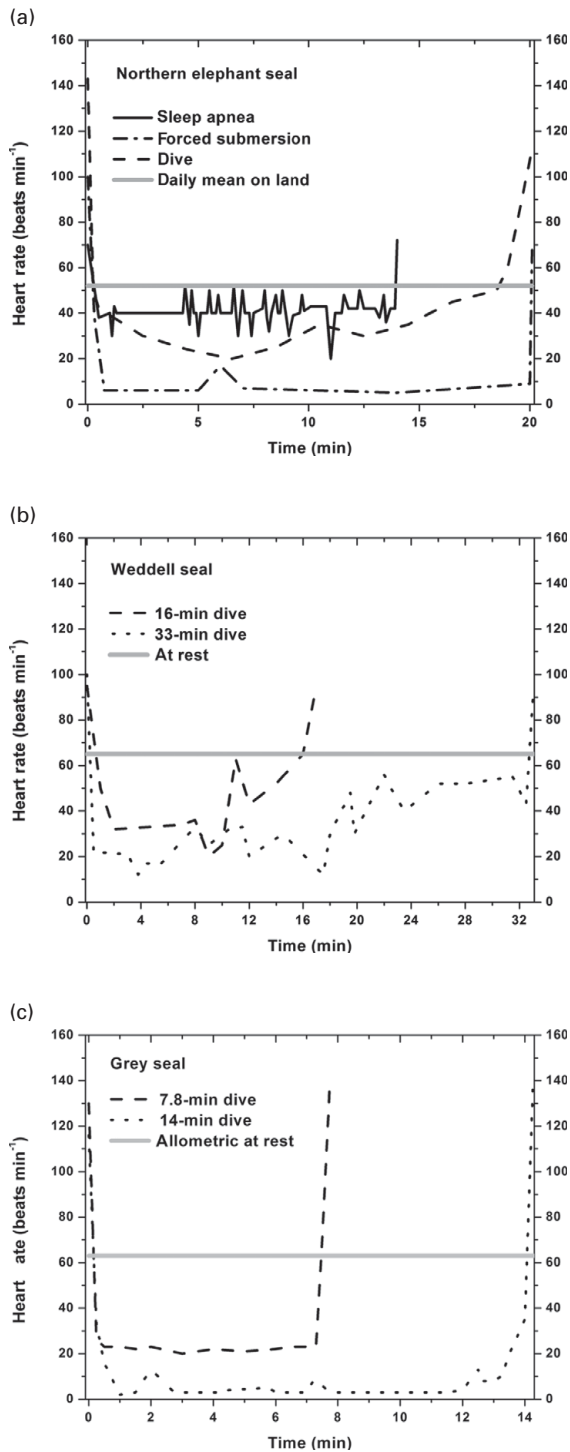 (a)
160 160
140 140
120 120
100 100
80 80
60 60
40 40
20 20
0 0
Heart rate (beats min⁻¹)
Northern elephant seal
Sleep apnea
Forced submersion
Dive
Daily mean on land
0 5 10 15 20
Time (min)
(b)
160 160
140 140
120 120
100 100
80 80
60 60
40 40
20 20
0 0
Heart rate (beats min⁻¹)
Weddell seal
16-min dive
33-min dive
At rest
0 4 8 12 16 20 24 28 32
Time (min)
(c)
160 160
140 140
120 120
100 100
80 80
60 60
40 40
20 20
0 0
Heart ate (beats min⁻¹)
Grey seal
7.8-min dive
14-min dive
Allometric at rest
0 2 4 6 8 10 12 14
Time (min)